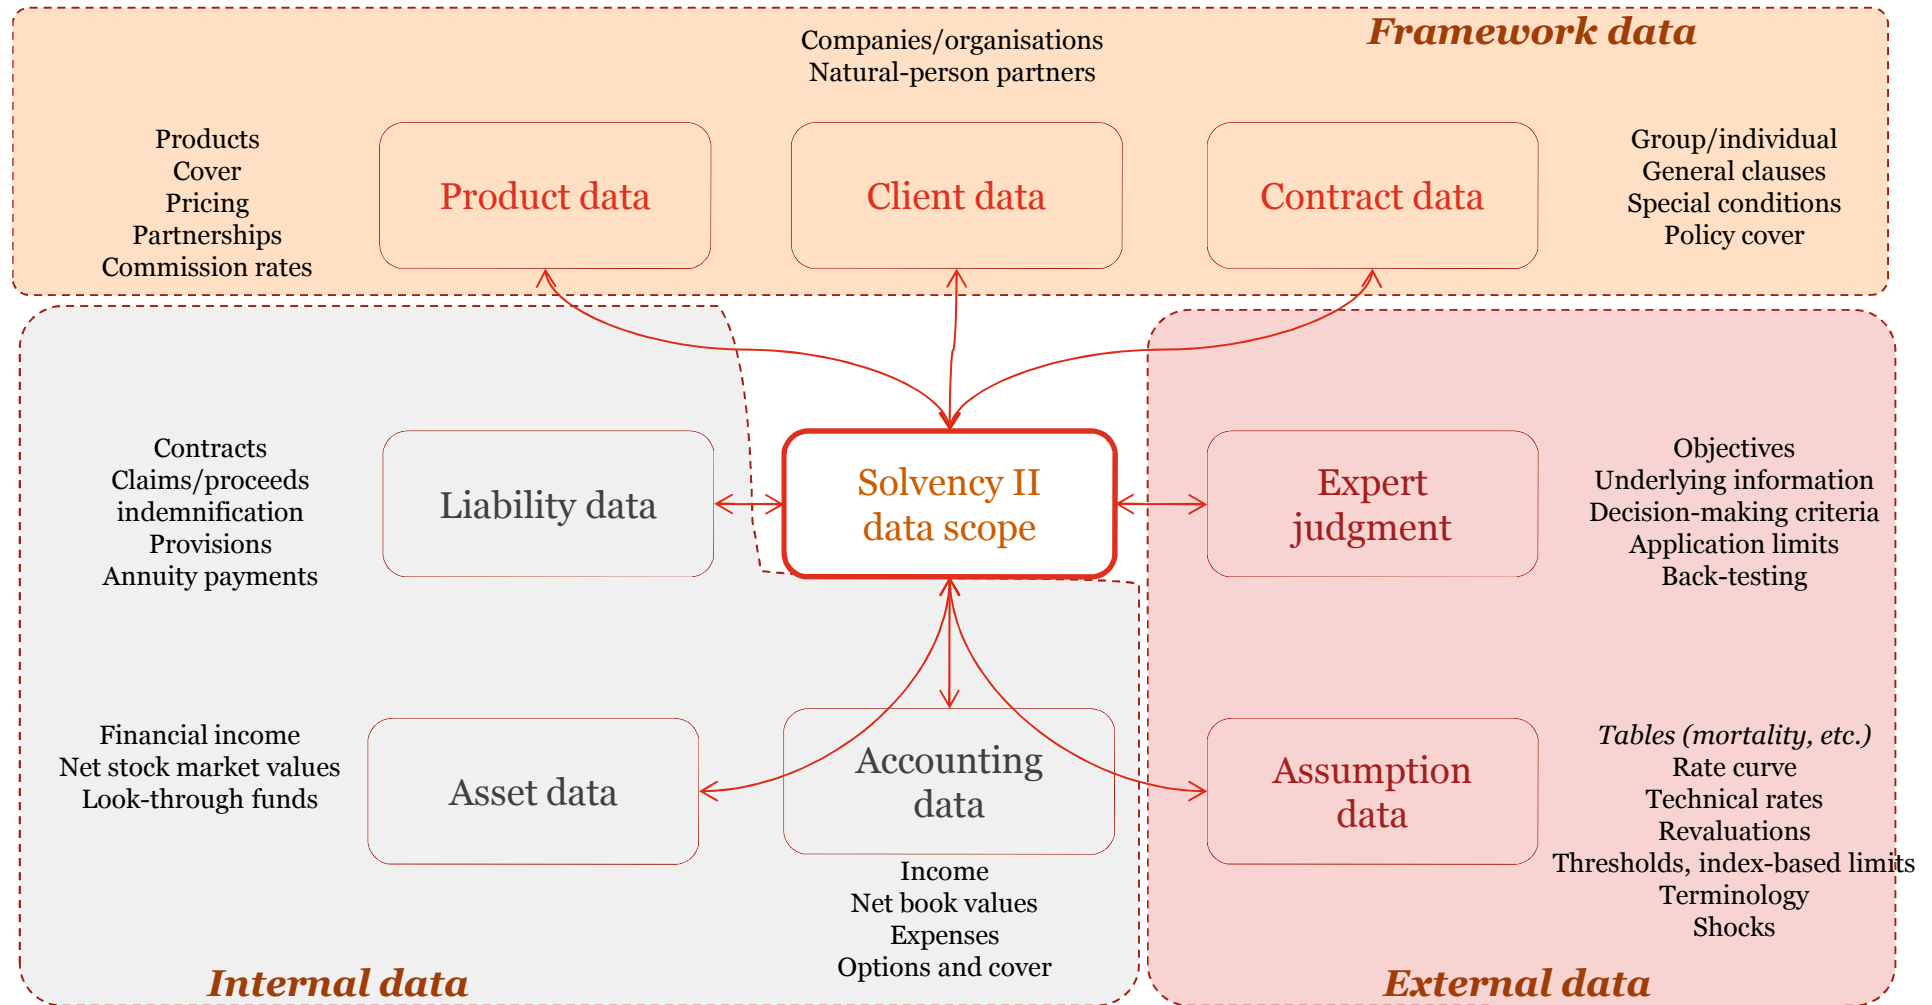 Framework data
Companies/organisations
Natural-person partners
Products
Cover
Pricing
Partnerships
Commission rates
Product data
Client data
Contract data
Group/individual
General clauses
Special conditions
Policy cover
Contracts
Claims/proceeds
indemnification
Provisions
Annuity payments
Liability data
Solvency II
data scope
Expert
judgment
Objectives
Underlying information
Decision-making criteria
Application limits
Back-testing
Financial income
Net stock market values
Look-through funds
Asset data
Accounting
data
Income
Net book values
Expenses
Options and cover
Assumption
data
Tables (mortality, etc.)
Rate curve
Technical rates
Revaluations
Thresholds, index-based limits
Terminology
Shocks
Internal data
External data